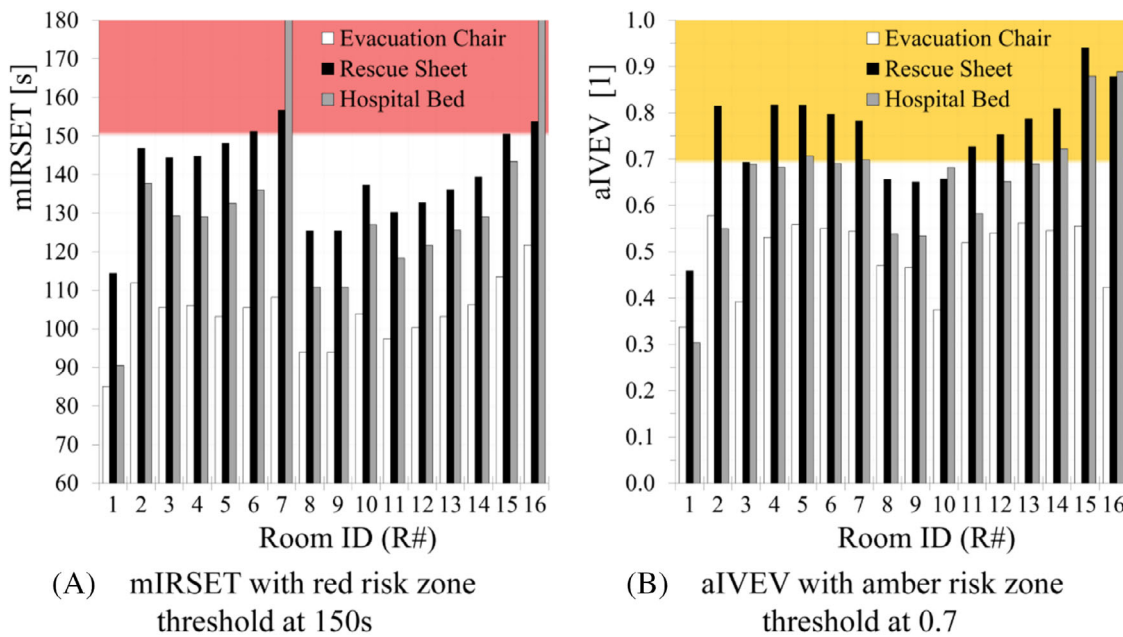 180
170
160
150
140
130
120
110
100
90
80
70
60
mIRSET [s]
Evacuation Chair
Rescue Sheet
Hospital Bed
1 2 3 4 5 6 7 8 9 10 11 12 13 14 15 16
Room ID (R#)
(A) mIRSET with red risk zone
threshold at 150s
1.0
0.9
0.8
0.7
0.6
0.5
0.4
0.3
0.2
0.1
0.0
aIVEV [1]
Evacuation Chair
Rescue Sheet
Hospital Bed
1 2 3 4 5 6 7 8 9 10 11 12 13 14 15 16
Room ID (R#)
(B) aIVEV with amber risk zone
threshold at 0.7